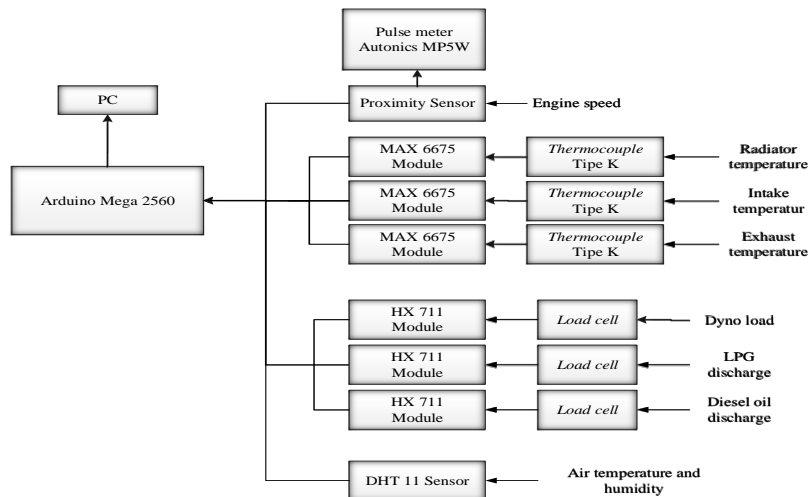 Pulse meter
Autonics MP5W
PC
Proximity Sensor
Engine speed
Arduino Mega 2560
MAX 6675
Module
Thermocouple
Tipe K
Radiator
temperature
MAX 6675
Module
Thermocouple
Tipe K
Intake
temperatur
MAX 6675
Module
Thermocouple
Tipe K
Exhaust
temperature
HX 711
Module
Load cell
Dyno load
HX 711
Module
Load cell
LPG
discharge
HX 711
Module
Load cell
Diesel oil
discharge
DHT 11 Sensor
Air temperature and
humidity